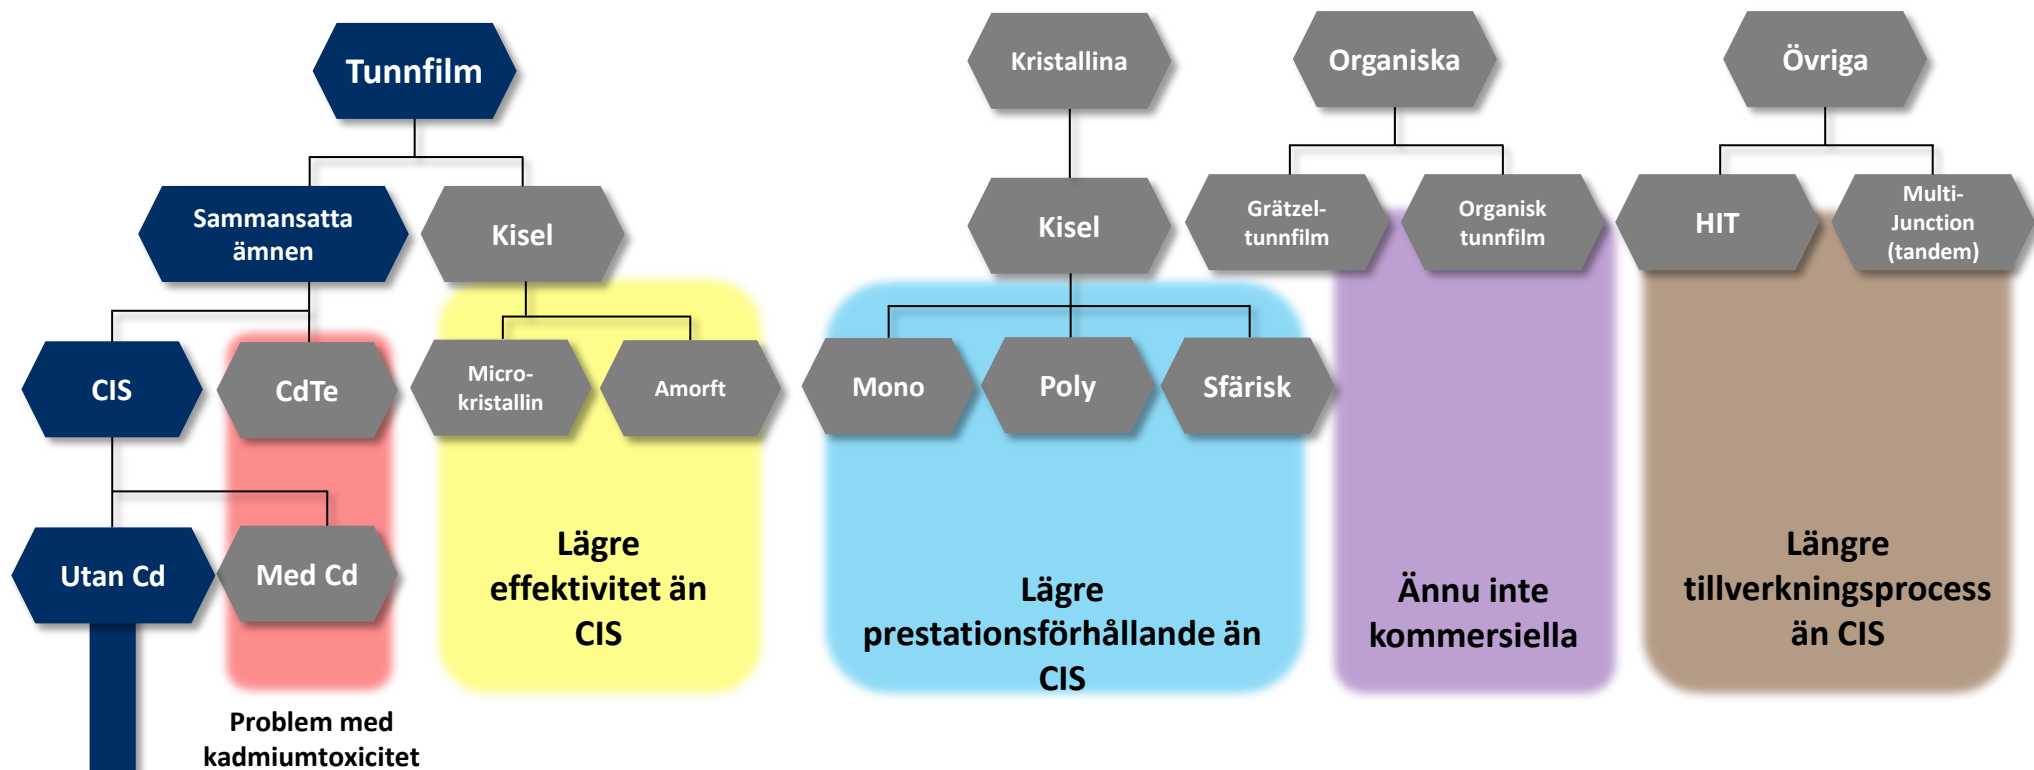 Tunnfilm
Kristallina
Organiska
Övriga
Sammansatta
ämnen
Kisel
Kisel
Grätzel-
tunnfilm
Organisk
tunnfilm
HIT
Multi-
Junction
(tandem)
CIS
CdTe
Micro-
kristallin
Amorft
Mono
Poly
Sfärisk
Utan Cd
Med Cd
Lägre
effektivitet än
CIS
Lägre
prestationsförhållande än
CIS
Ännu inte
kommersiella
Längre
tillverkningsprocess
än CIS
Problem med
kadmiumtoxicitet